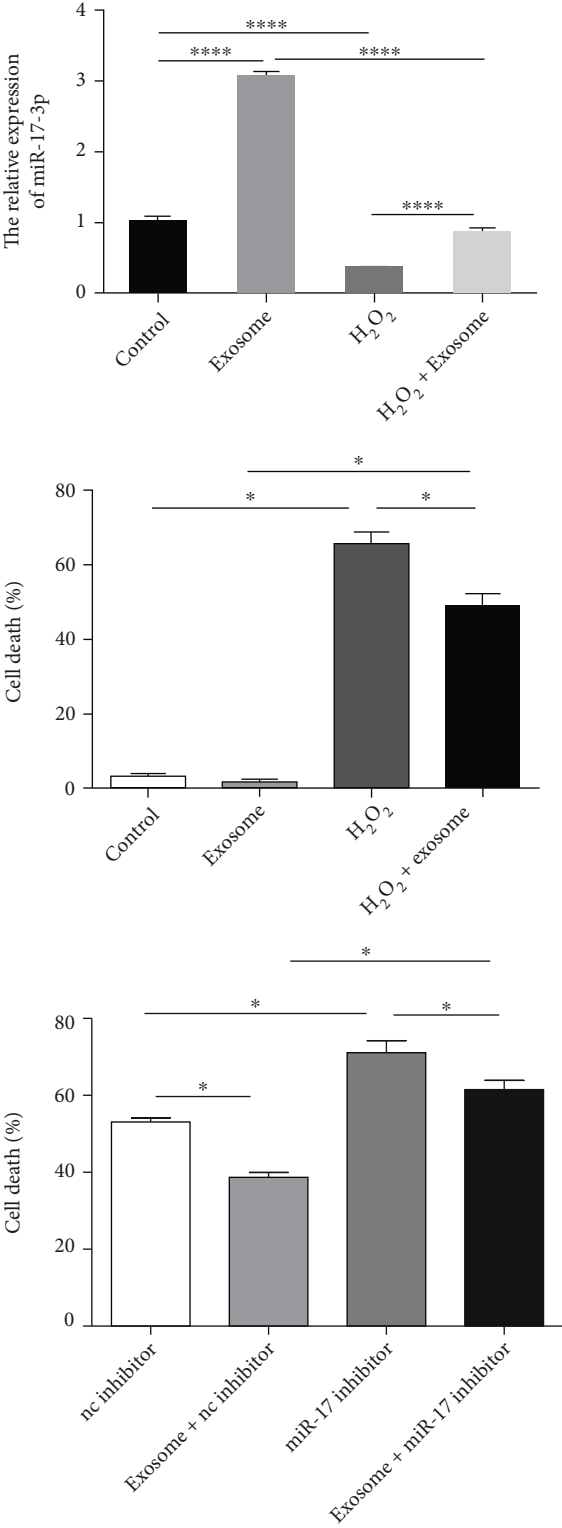 The relative expression
of miR-17-3p
4
3
2
1
0
****
****
****
****
Control
Exosome
H2O2
H2O2 + Exosome
Cell death (%)
80
60
40
20
0
*
*
*
Control
Exosome
H2O2
H2O2 + exosome
Cell death (%)
80
60
40
20
0
*
*
*
*
nc inhibitor
Exosome + nc inhibitor
miR-17 inhibitor
Exosome + miR-17 inhibitor